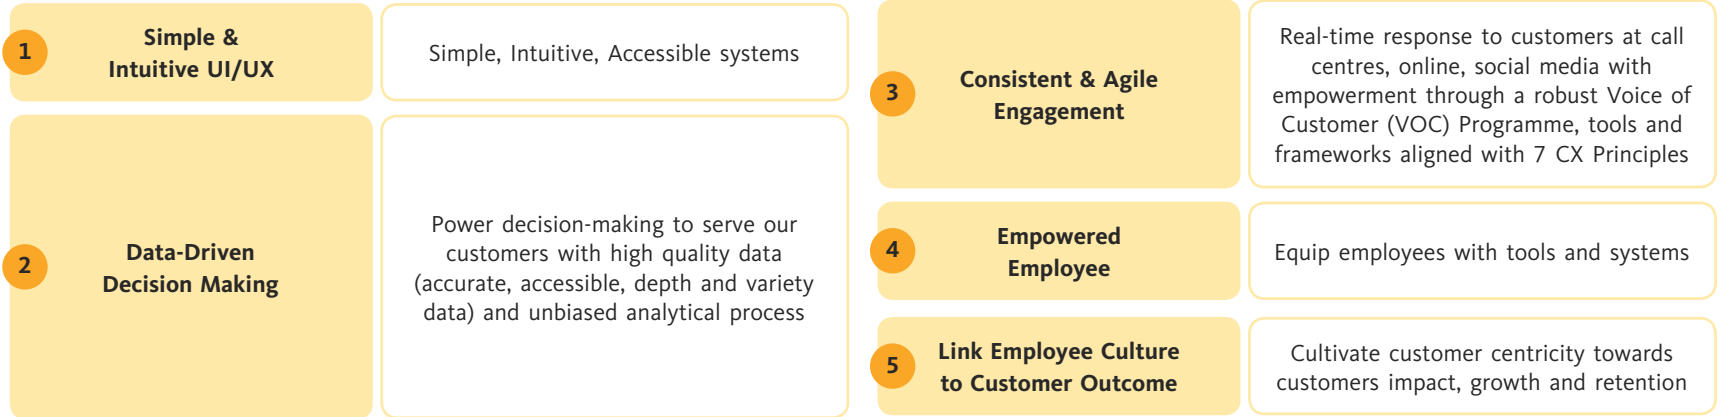 1
Simple &
Intuitive UI/UX
Simple, Intuitive, Accessible systems
2
Data-Driven
Decision Making
Power decision-making to serve our
customers with high quality data
(accurate, accessible, depth and variety
data) and unbiased analytical process
3
Consistent & Agile
Engagement
Real-time response to customers at call
centres, online, social media with
empowerment through a robust Voice of
Customer (VOC) Programme, tools and
frameworks aligned with 7 CX Principles
4
Empowered
Employee
Equip employees with tools and systems
5
Link Employee Culture
to Customer Outcome
Cultivate customer centricity towards
customers impact, growth and retention